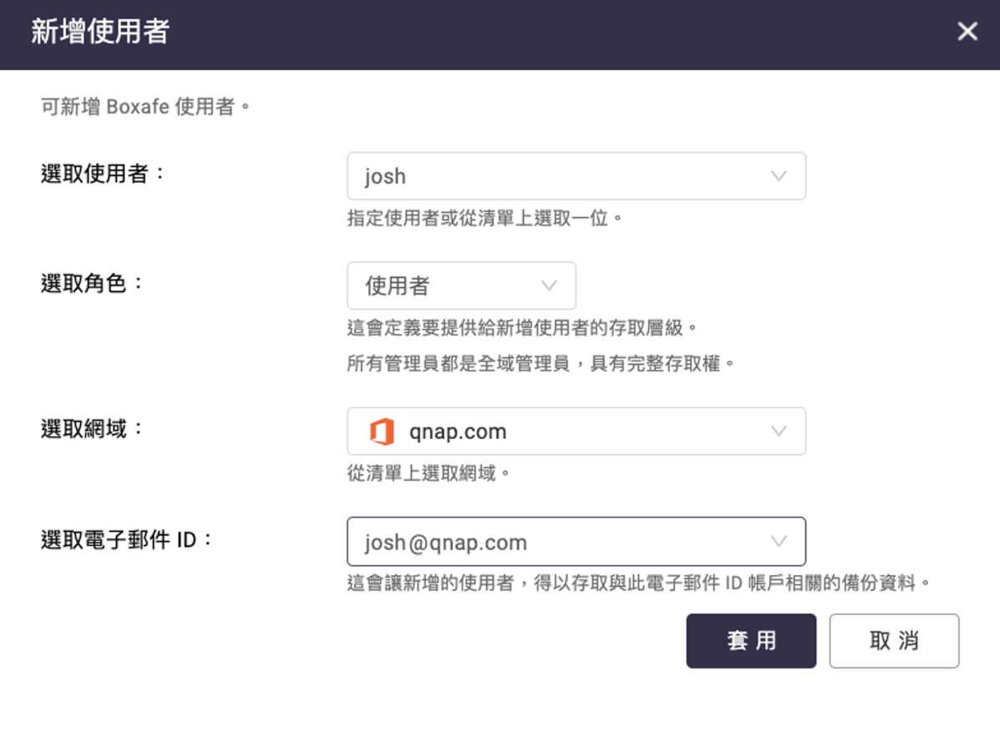 新增使用者
可新增 Boxafe 使用者。
選取使用者：
josh
指定使用者或從清單上選取一位。
選取角色：
使用者
這會定義要提供給新增使用者的存取層級。
所有管理員都是全域管理員，具有完整存取權。
選取網域：
qnap.com
從清單上選取網域。
選取電子郵件 ID：
josh@qnap.com
這會讓新增的使用者，得以存取與此電子郵件 ID 帳戶相關的備份資料。
套 用
取 消